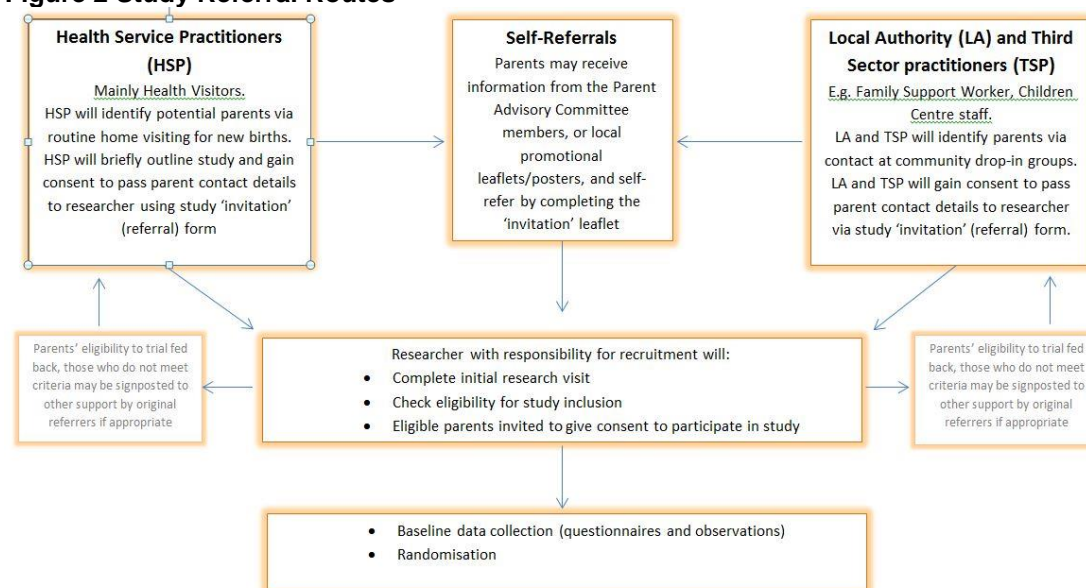 Figure 2 Study Referral Routes
Health Service Practitioners
(HSP)
Mainly Health Visitors.
HSP will identify potential parents via
routine home visiting for new births.
HSP will briefly outline study and gain
consent to pass parent contact details
to researcher using study ‘invitation’
(referral) form
Self-Referrals
Parents may receive
information from the Parent
Advisory Committee
members, or local
promotional
leaflets/posters, and self-
refer by completing the
‘invitation’ leaflet
Local Authority (LA) and Third
Sector practitioners (TSP)
E.g. Family Support Worker, Children
Centre staff.
LA and TSP will identify parents via
contact at community drop-in groups.
LA and TSP will gain consent to pass
parent contact details to researcher
via study ‘invitation’ (referral) form.
Parents’ eligibility to trial fed
back, those who do not meet
criteria may be signposted to
other support by original
referrers if appropriate
Researcher with responsibility for recruitment will:
• Complete initial research visit
• Check eligibility for study inclusion
• Eligible parents invited to give consent to participate in study
Parents’ eligibility to trial fed
back, those who do not meet
criteria may be signposted to
other support by original
referrers if appropriate
• Baseline data collection (questionnaires and observations)
• Randomisation